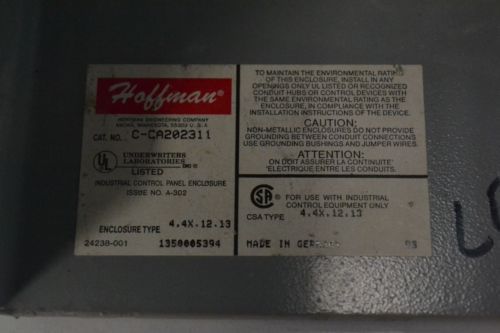 Hoffman®
HOFFMAN ENGINEERING COMPANY
ANOKA, MINNESOTA, 55303 U.S.A
CAT. NO. C-CA202311
UL
UNDERWRITERS
LABORATORIES
LISTED
INDUSTRIAL CONTROL PANEL ENCLOSURE
ISSUE NO. A-302
ENCLOSURE TYPE 4.4X.12.13
24238-001 1350005394
TO MAINTAIN THE ENVIRONMENTAL RATING
OF THIS ENCLOSURE, INSTALL IN ANY
OPENINGS ONLY UL LISTED OR RECOGNIZED
CONDUIT HUBS OR CONTROL DEVICES WITH
THE SAME ENVIRONMENTAL RATING AS THE
ENCLOSURE, IN COMPLIANCE WITH THE
INSTALLATION INSTRUCTIONS OF THE DEVICE.
CAUTION:
NON-METALLIC ENCLOSURES DO NOT PROVIDE
GROUNDING BETWEEN CONDUIT CONNECTIONS
USE GROUNDING BUSHINGS AND JUMPER WIRES.
ATTENTION:
ON DOIT ASSURER LA CONTINUITE'
'ELECTRIQUE ENTRE LES CONDUITS.
SA
FOR USE WITH INDUSTRIAL
CONTROL EQUIPMENT ONLY
CSA TYPE 4.4X.12.13
MADE IN